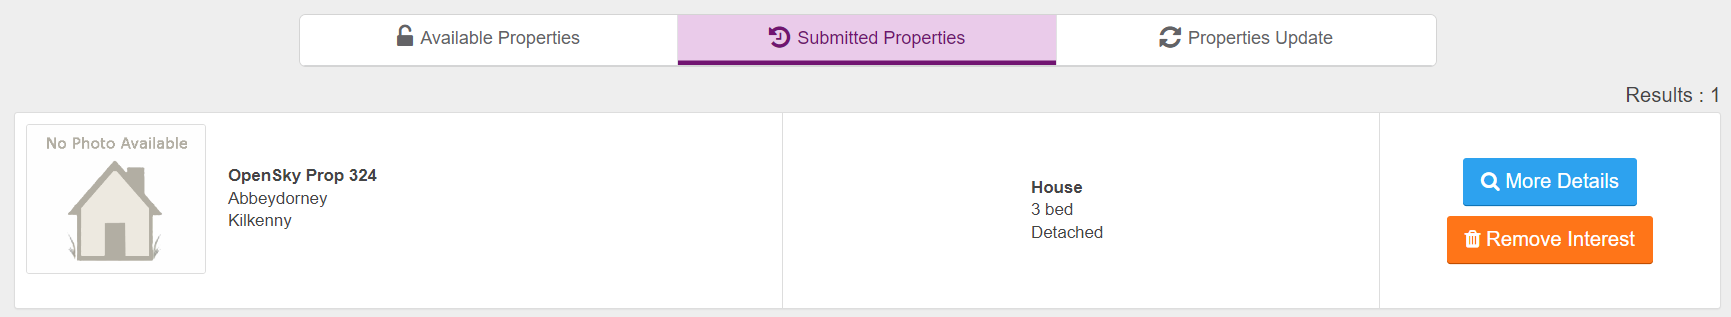 Available Properties
Submitted Properties
Properties Update
Results : 1
No Photo Available
OpenSky Prop 324
Abbeydorney
Kilkenny
House
3 bed
Detached
More Details
Remove Interest